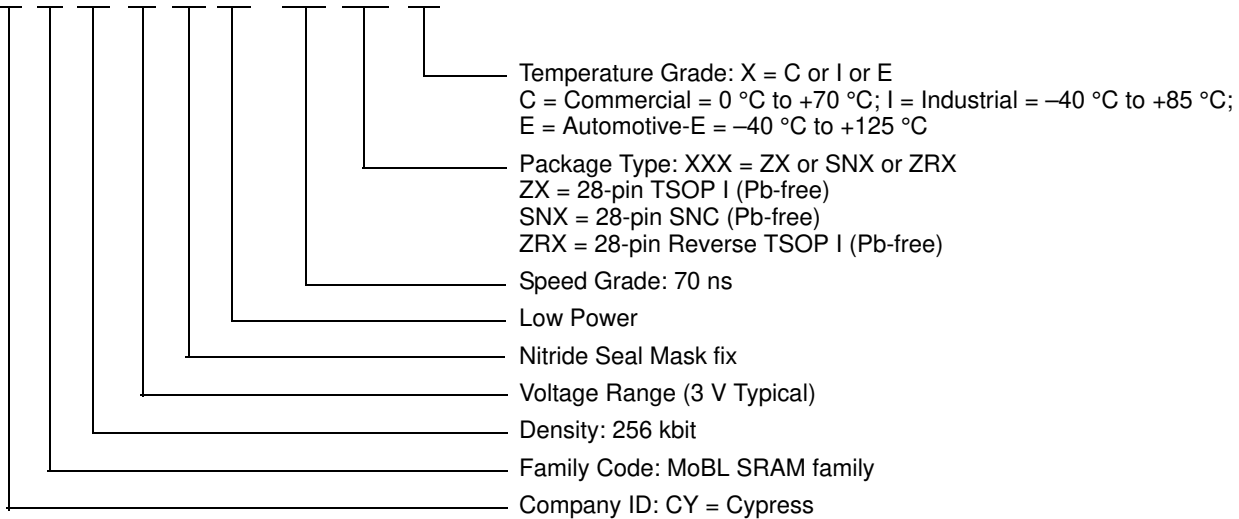 Temperature Grade: X = C or I or E
C = Commercial = 0 °C to +70 °C; I = Industrial = –40 °C to +85 °C;
E = Automotive-E = –40 °C to +125 °C
Package Type: XXX = ZX or SNX or ZRX
ZX = 28-pin TSOP I (Pb-free)
SNX = 28-pin SNC (Pb-free)
ZRX = 28-pin Reverse TSOP I (Pb-free)
Speed Grade: 70 ns
Low Power
Nitride Seal Mask fix
Voltage Range (3 V Typical)
Density: 256 kbit
Family Code: MoBL SRAM family
Company ID: CY = Cypress